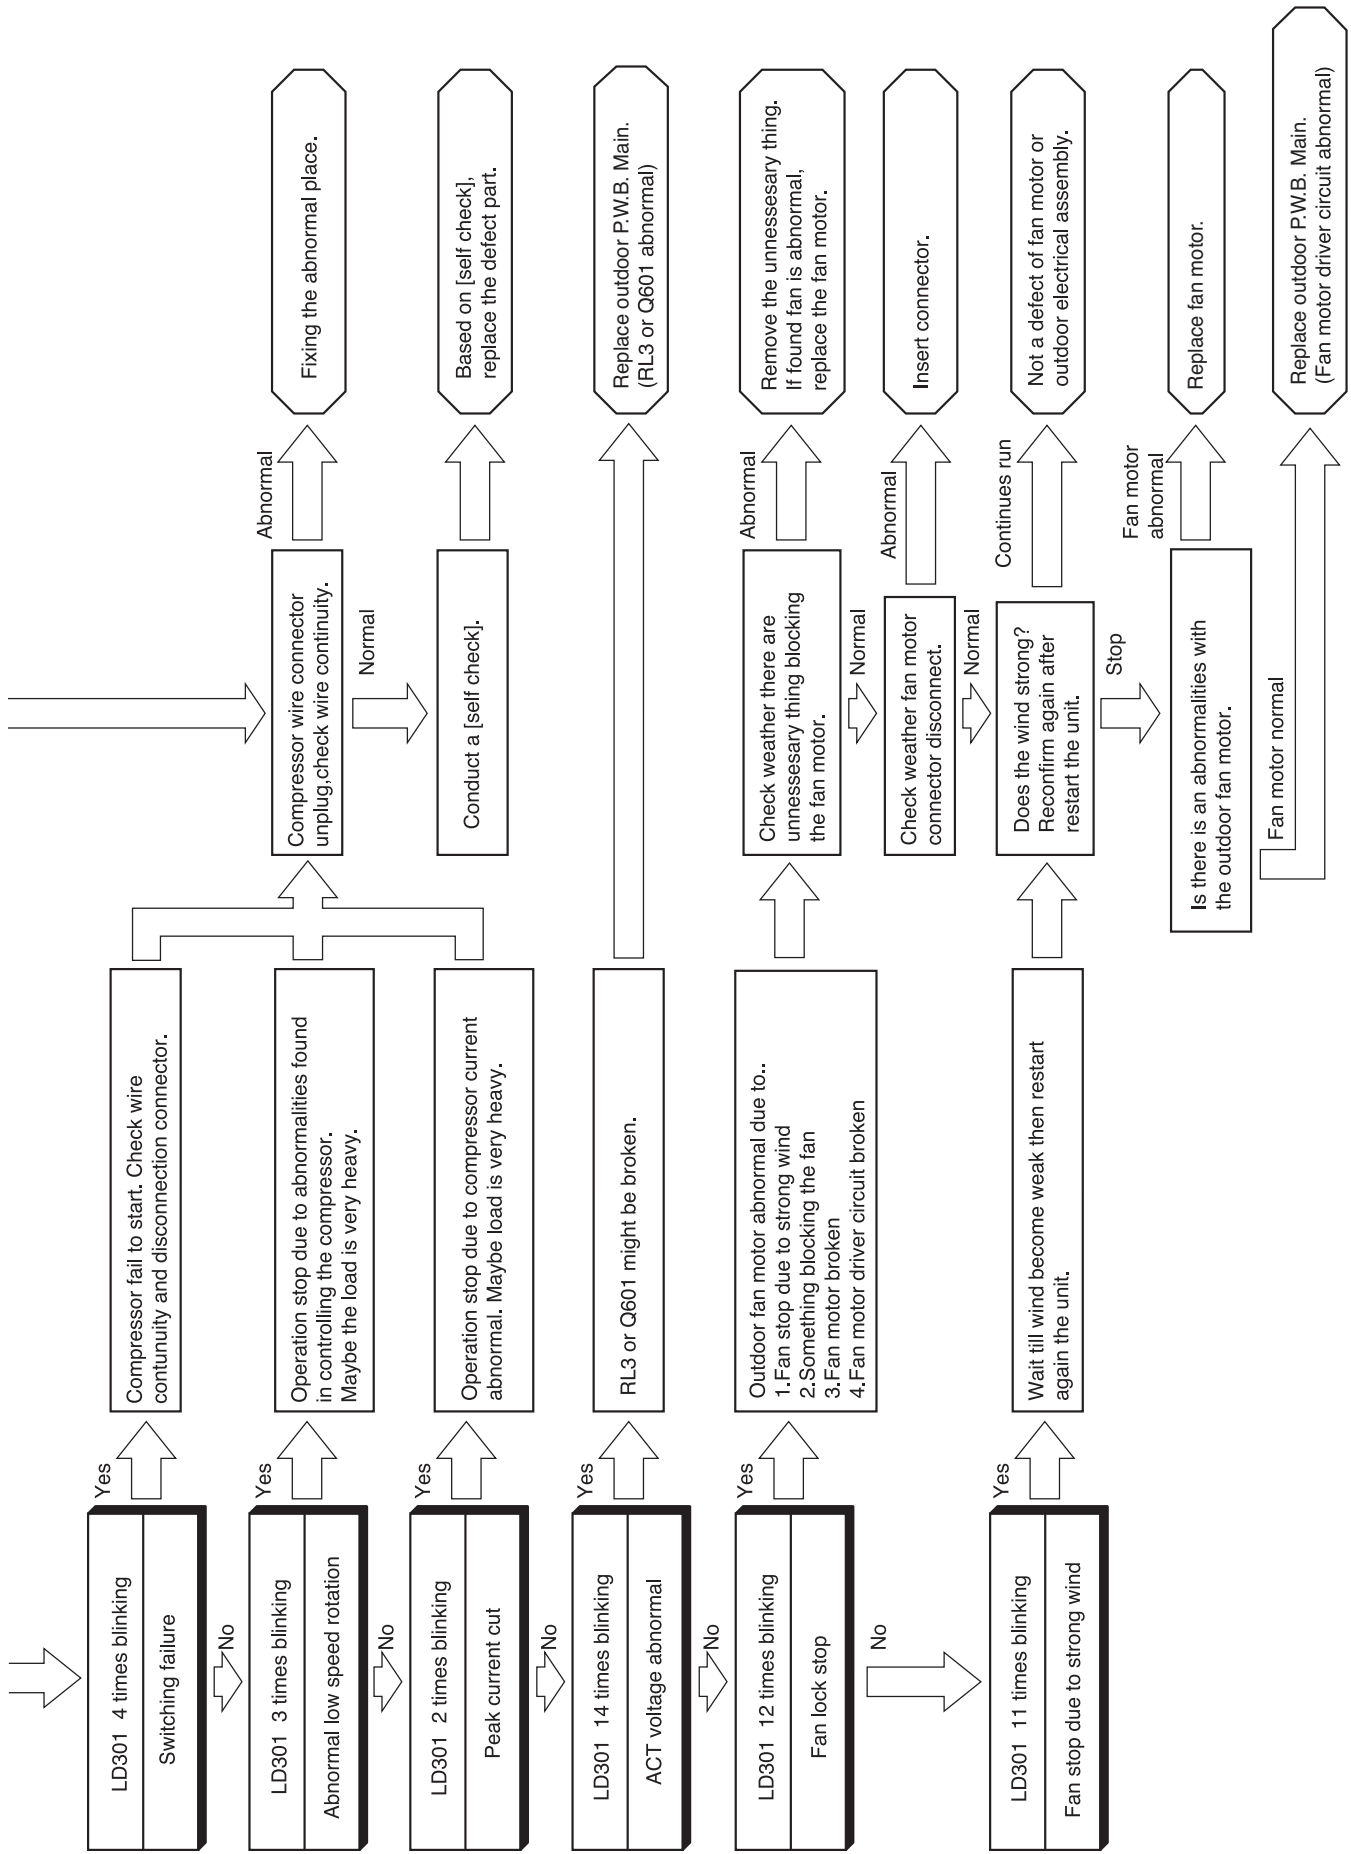 LD301  4 times blinking
Switching failure
Yes
Compressor fail to start. Check wire
contunuity and disconnection connector.
No
LD301  3 times blinking
Abnormal low speed rotation
Yes
Operation stop due to abnormalities found
in controlling the compressor.
Maybe the load is very heavy.
Compressor wire connector
unplug,check wire continuity.
Abnormal
Fixing the abnormal place.
Normal
No
LD301  2 times blinking
Peak current cut
Yes
Operation stop due to compressor current
abnormal. Maybe load is very heavy.
Conduct a [self check].
Based on [self check],
replace the defect part.
No
LD301  14 times blinking
ACT voltage abnormal
Yes
RL3 or Q601 might be broken.
Replace outdoor P.W.B. Main.
(RL3 or Q601 abnormal)
No
LD301  12 times blinking
Fan lock stop
Yes
Outdoor fan motor abnormal due to..
1.Fan stop due to strong wind
2.Something blocking the fan
3.Fan motor broken
4.Fan motor driver circuit broken
Check weather there are
unnessesary thing blocking
the fan motor.
Abnormal
Remove the unnessesary thing.
If found fan is abnormal,
replace the fan motor.
Normal
Check weather fan motor
connector disconnect.
Abnormal
Insert connector.
Normal
No
LD301  11 times blinking
Fan stop due to strong wind
Yes
Wait till wind become weak then restart
again the unit.
Does the wind strong?
Reconfirm again after
restart the unit.
Continues run
Not a defect of fan motor or
outdoor electrical assembly.
Stop
Is there is an abnormalities with
the outdoor fan motor.
Fan motor
abnormal
Replace fan motor.
Fan motor normal
Replace outdoor P.W.B. Main.
(Fan motor driver circuit abnormal)